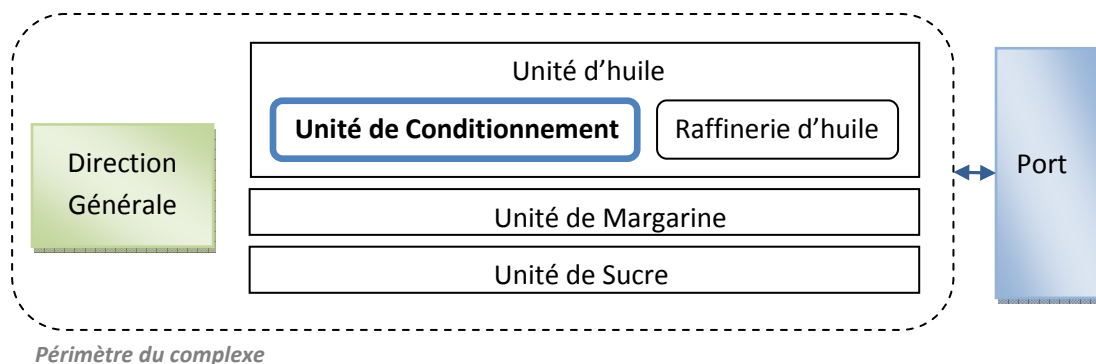 Unité d’huile
Unité de Conditionnement
Raffinerie d’huile
Direction
Générale
Port
Unité de Margarine
Unité de Sucre
Périmètre du complexe